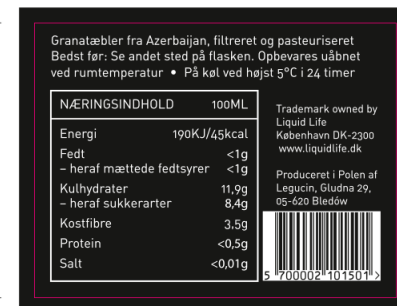 Granatæbler fra Azerbaijan, filtreret og pasteuriseret
Bedst før: Se andet sted på flasken. Opbevares uåbnet
ved rumtemperatur • På køl ved højst 5°C i 24 timer
NÆRINGSINDHOLD 100ML
Energi 190KJ/45kcal
Fedt <1g
– heraf mættede fedtsyrer <1g
Kulhydrater 11,9g
– heraf sukkerarter 8,4g
Kostfibre 3.5g
Protein <0,5g
Salt <0,01g
Trademark owned by
Liquid Life
København DK-2300
www.liquidlife.dk
Produceret i Polen af
Legucin, Gludna 29,
05-620 Bledów
5 700002 101501 >